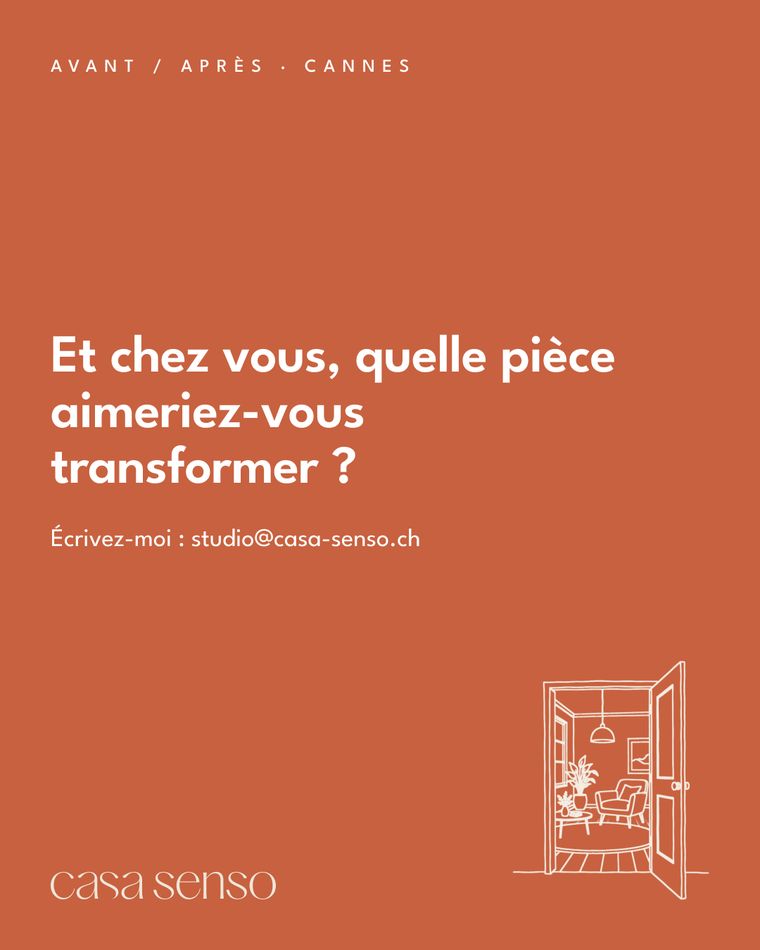 AVANT / APRÈS · CANNES
Et chez vous, quelle pièce
aimeriez-vous
transformer ?
Écrivez-moi : studio@casa-senso.ch
casa senso